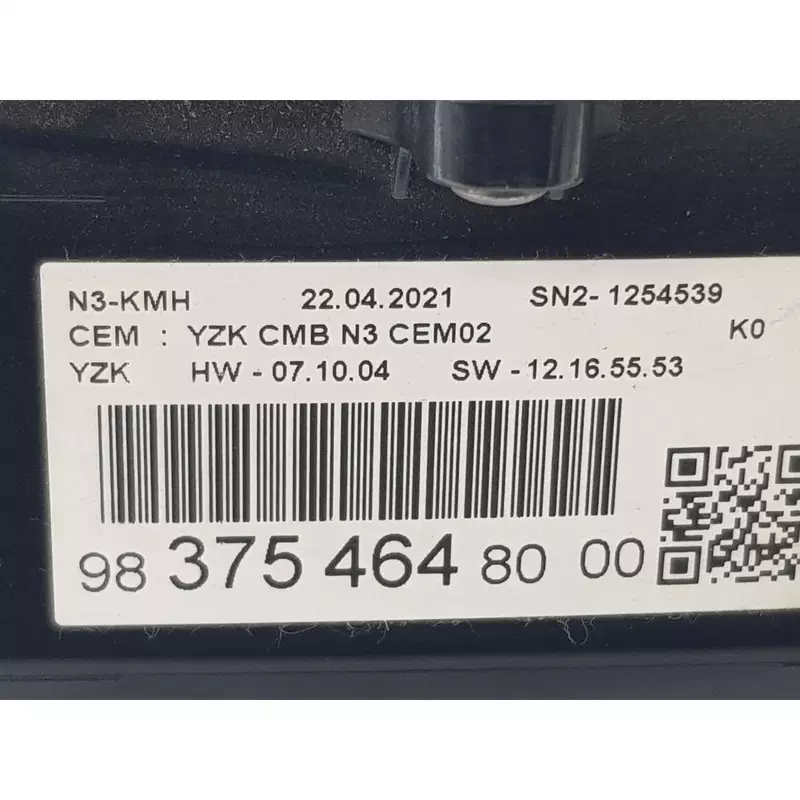 N3-KMH 22.04.2021 SN2- 1254539
CEM : YZK CMB N3 CEM02 K0
YZK HW - 07.10.04 SW - 12.16.55.53
98 375 464 80 00